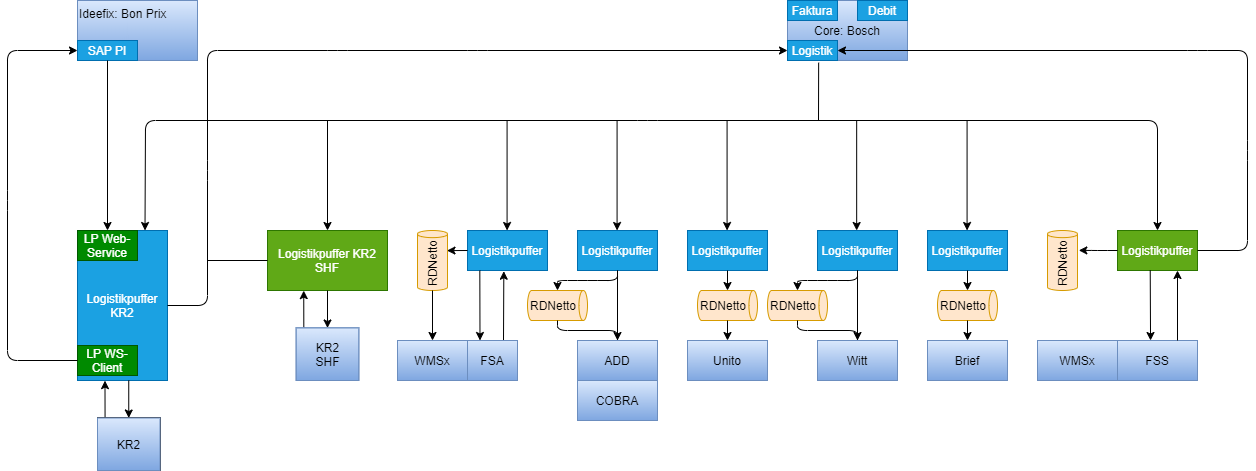 Ideefix: Bon Prix
SAP PI
Faktura
Debit
Core: Bosch
Logistik
LP Web-
Service
Logistikpuffer
KR2
LP WS-
Client
KR2
Logistikpuffer KR2
SHF
KR2
SHF
RDNetto
Logistikpuffer
WMSx
FSA
Logistikpuffer
RDNetto
ADD
COBRA
Logistikpuffer
RDNetto
Unito
Logistikpuffer
RDNetto
Witt
Logistikpuffer
RDNetto
Brief
RDNetto
Logistikpuffer
WMSx
FSS